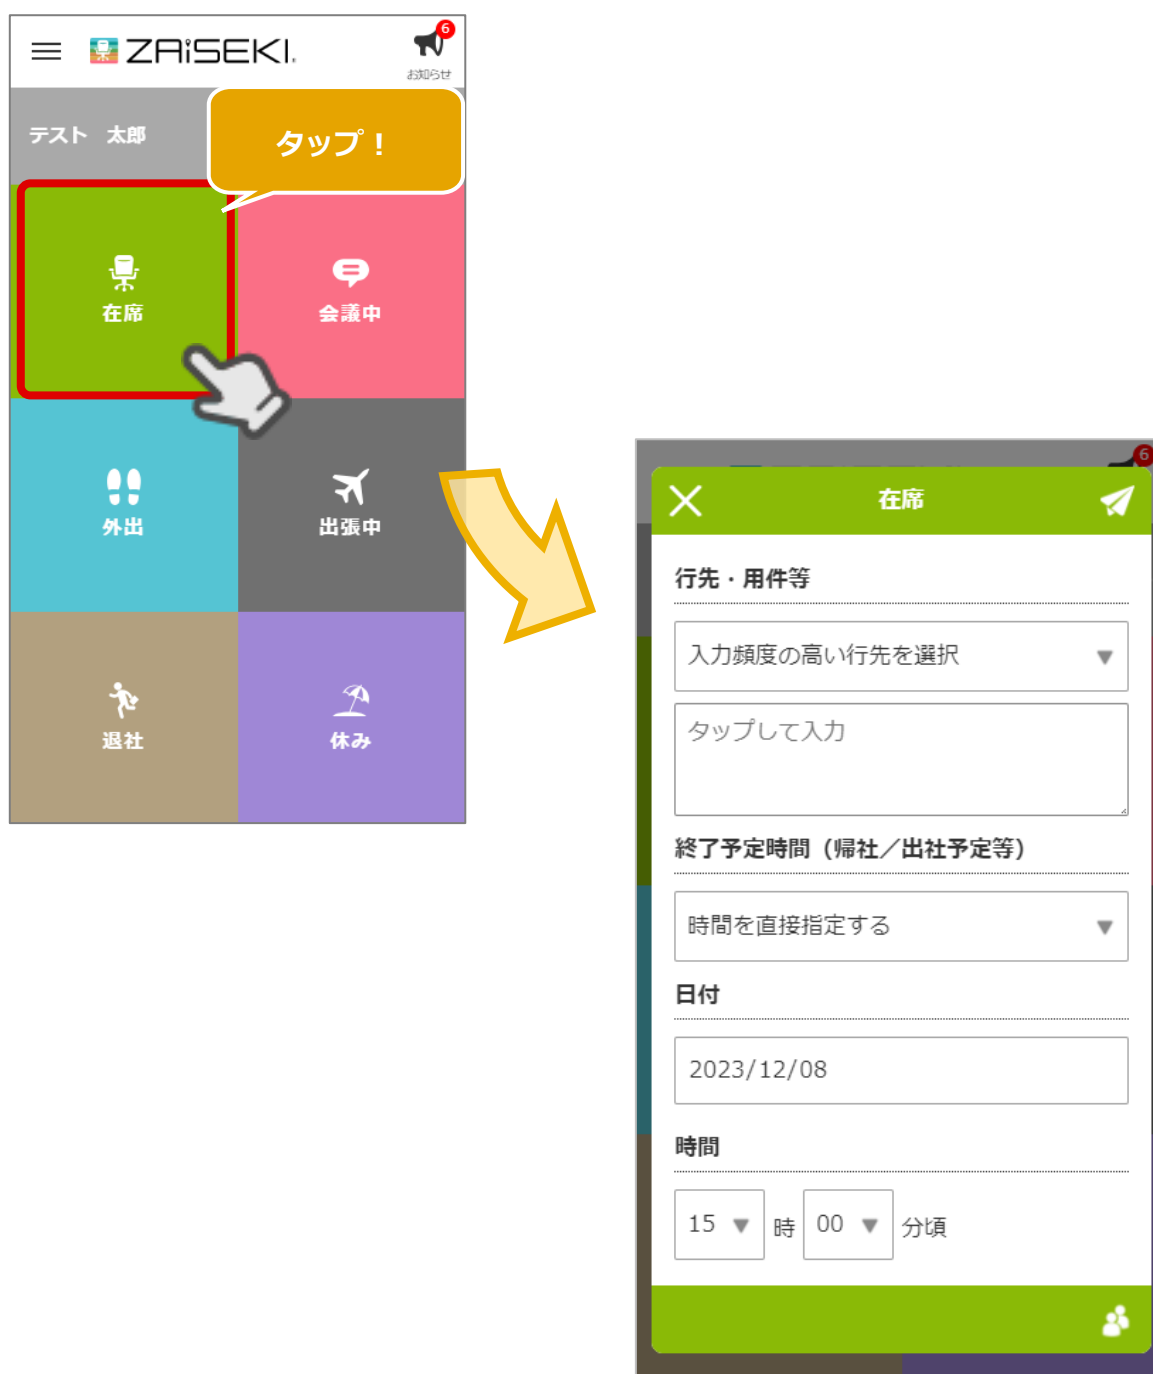 ZAiSEKI.
6
お知らせ
テスト　太郎
タップ！
在席
会議中
外出
出張中
退社
休み
6
在席
行先・用件等
入力頻度の高い行先を選択 ▼
タップして入力
終了予定時間（帰社／出社予定等）
時間を直接指定する ▼
日付
2023/12/08
時間
15 ▼ 時 00 ▼ 分頃